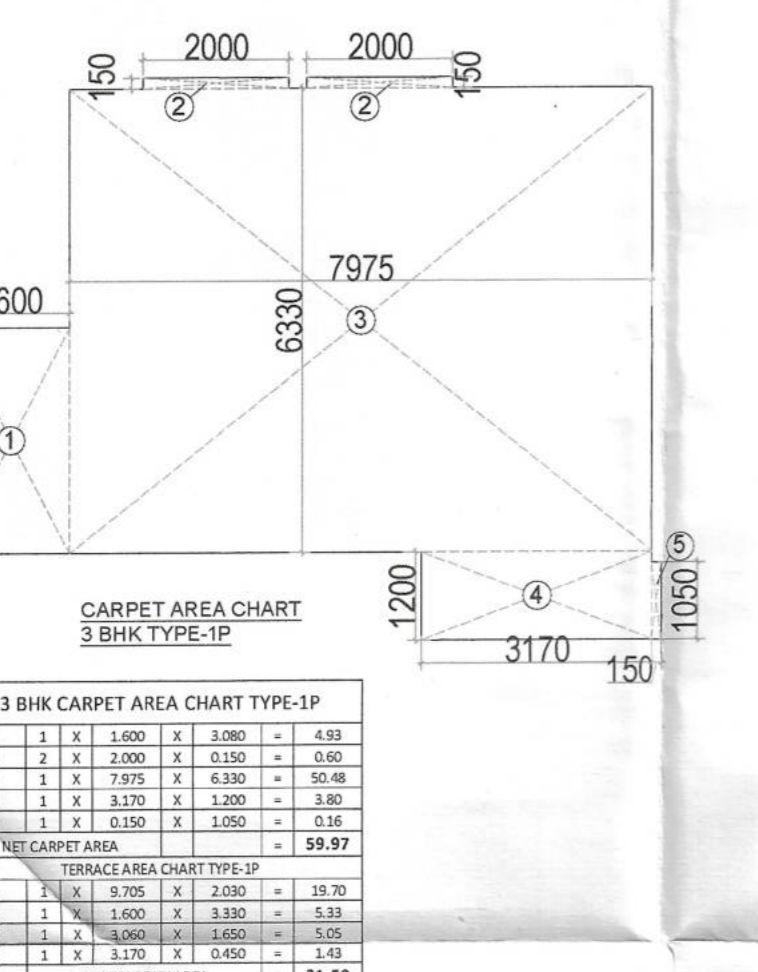 2000 2000
150 150
2 2
7975
600
6330
3
1
5
1200
4
1050
3170
150
CARPET AREA CHART
3 BHK TYPE-1P
3 BHK CARPET AREA CHART TYPE-1P
1 X 1.600 X 3.080 = 4.93
2 X 2.000 X 0.150 = 0.60
1 X 7.975 X 6.330 = 50.48
1 X 3.170 X 1.200 = 3.80
1 X 0.150 X 1.050 = 0.16
NET CARPET AREA = 59.97
TERRACE AREA CHART TYPE-1P
1 X 9.705 X 2.030 = 19.70
1 X 1.600 X 3.330 = 5.33
1 X 3.060 X 1.650 = 5.05
1 X 3.170 X 0.450 = 1.43